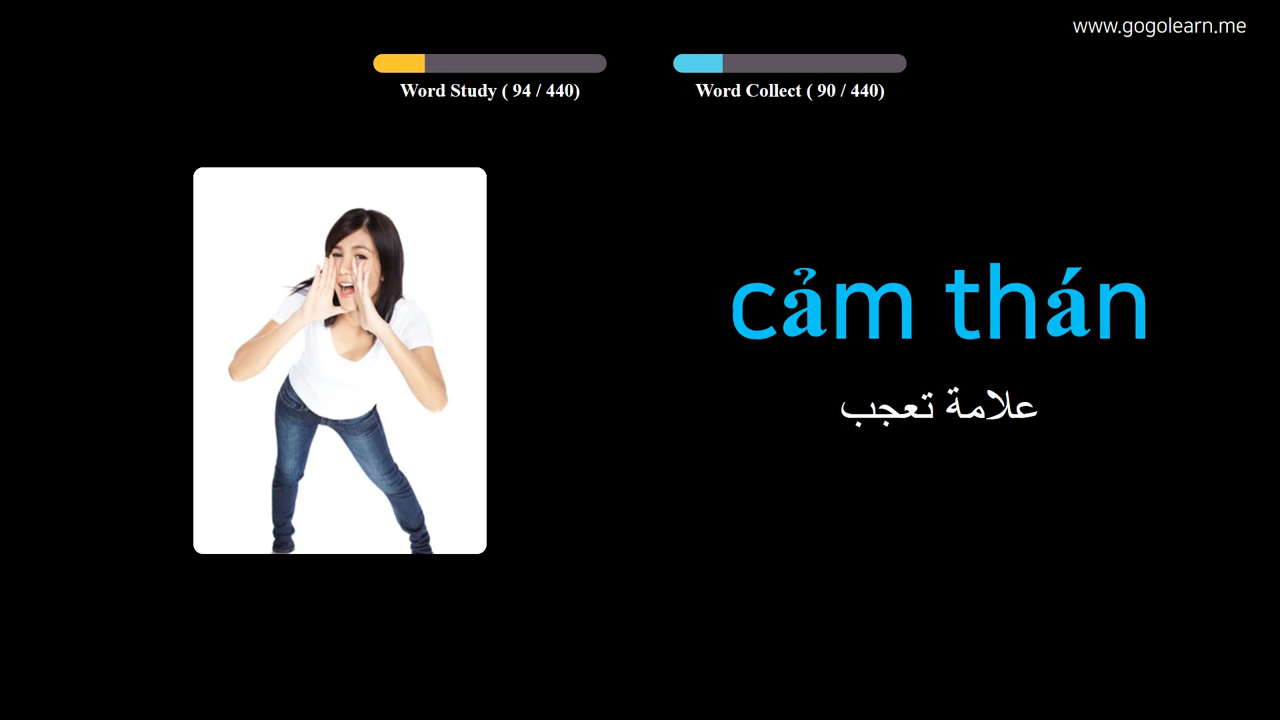 www.gogolearn.me
Word Study ( 94 / 440)
Word Collect ( 90 / 440)
cảm thán
علامة تعجب